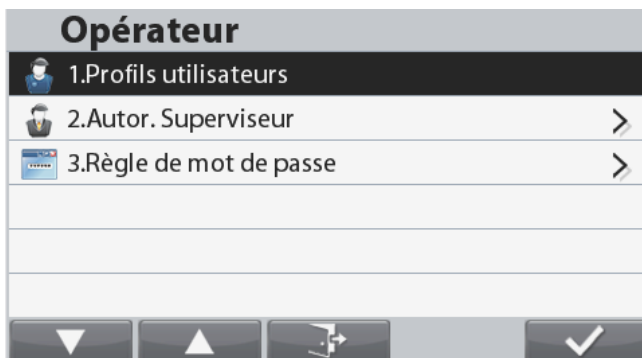 Opérateur
1.Profils utilisateurs
2.Autor. Superviseur
3.Règle de mot de passe